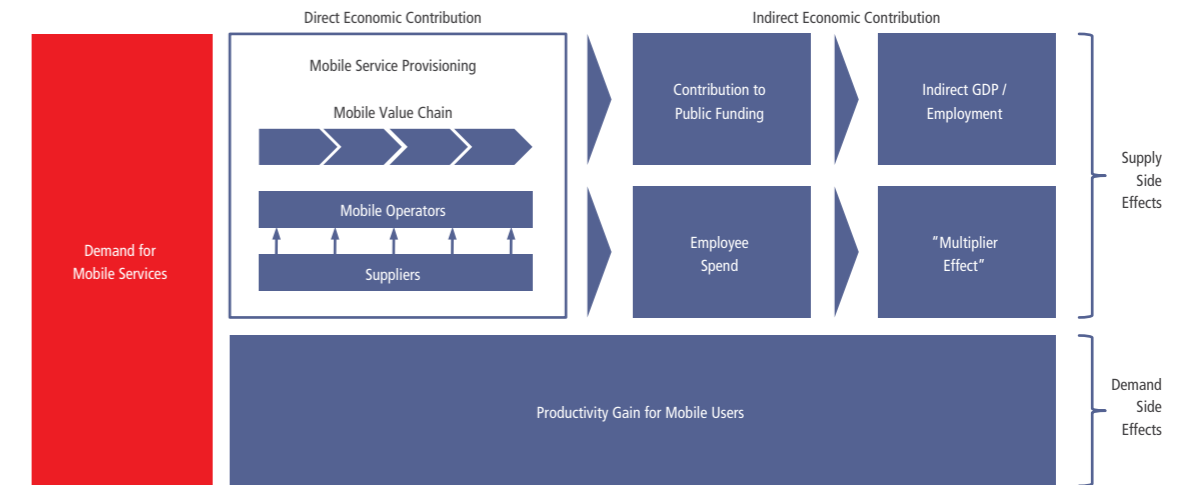 Direct Economic Contribution
Indirect Economic Contribution
Demand for
Mobile Services
Mobile Service Provisioning
Mobile Value Chain
Mobile Operators
Suppliers
Contribution to
Public Funding
Indirect GDP /
Employment
Employee
Spend
"Multiplier
Effect"
Supply
Side
Effects
Productivity Gain for Mobile Users
Demand
Side
Effects